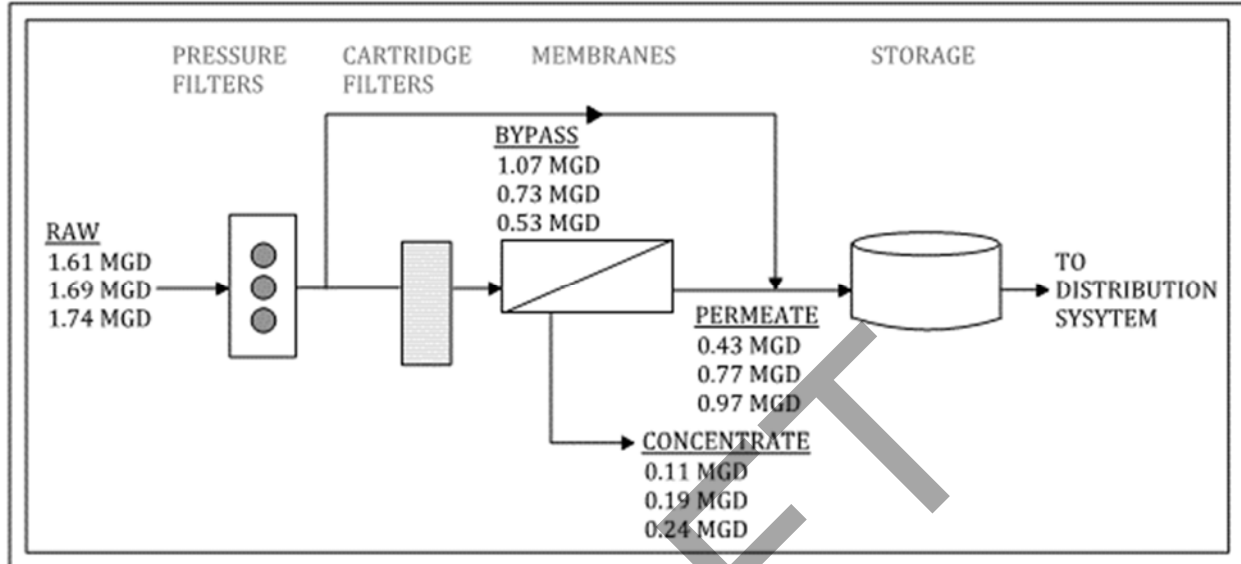 PRESSURE
FILTERS
CARTRIDGE
FILTERS
MEMBRANES
STORAGE
BYPASS
1.07 MGD
0.73 MGD
0.53 MGD
RAW
1.61 MGD
1.69 MGD
1.74 MGD
TO
DISTRIBUTION
SYSYTEM
PERMEATE
0.43 MGD
0.77 MGD
0.97 MGD
CONCENTRATE
0.11 MGD
0.19 MGD
0.24 MGD
ET